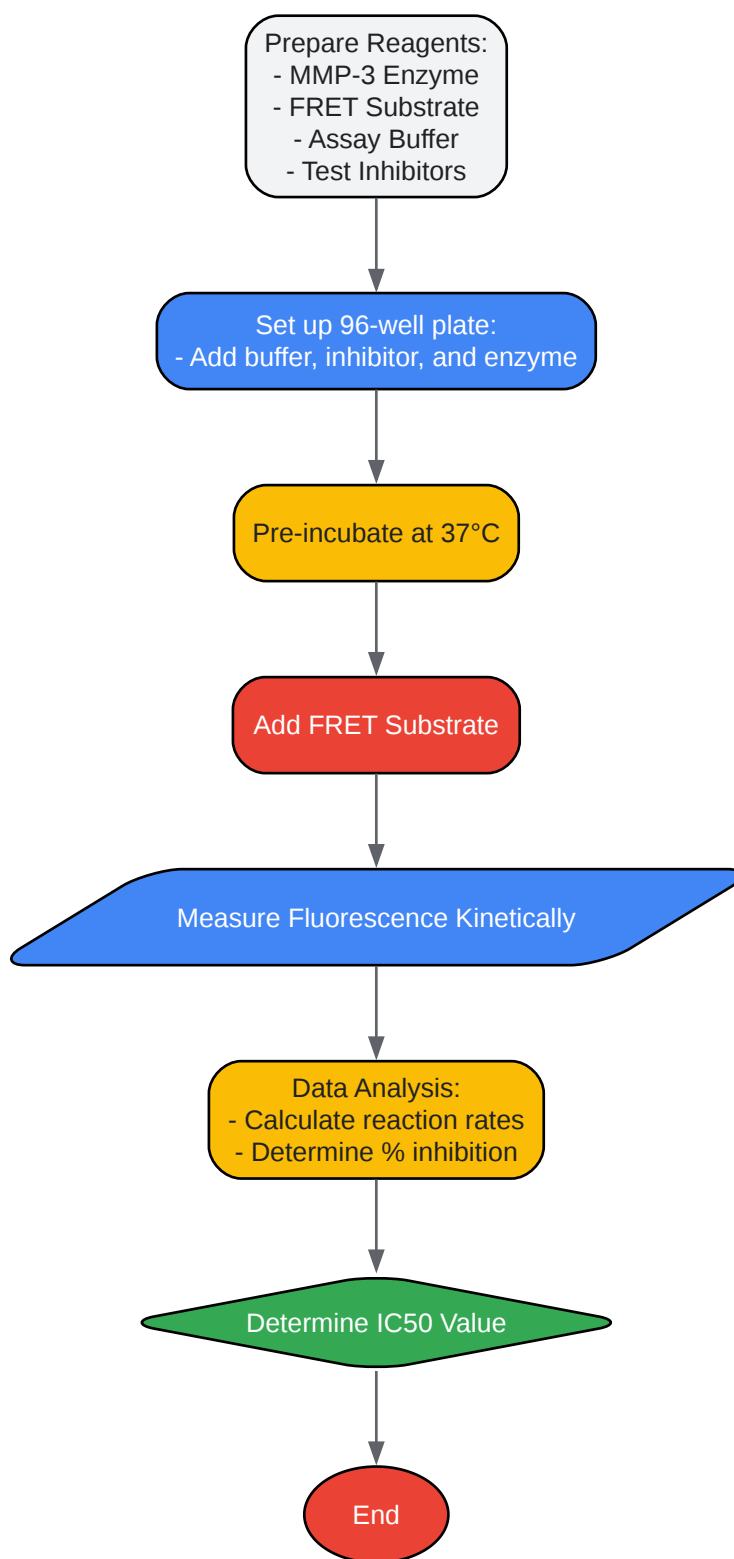 Prepare Reagents:
- MMP-3 Enzyme
- FRET Substrate
- Assay Buffer
- Test Inhibitors
Set up 96-well plate:
- Add buffer, inhibitor, and enzyme
Pre-incubate at 37°C
Add FRET Substrate
Measure Fluorescence Kinetically
Data Analysis:
- Calculate reaction rates
- Determine % inhibition
Determine IC50 Value
End